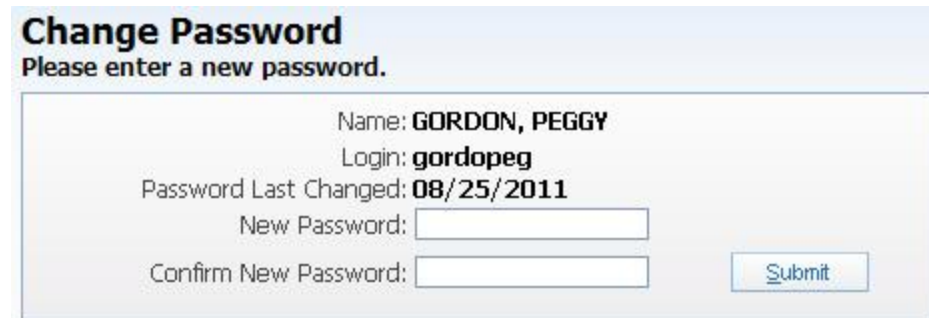 Change Password
Please enter a new password.
Name: GORDON, PEGGY
Login: gordopeg
Password Last Changed: 08/25/2011
New Password:
Confirm New Password: Submit